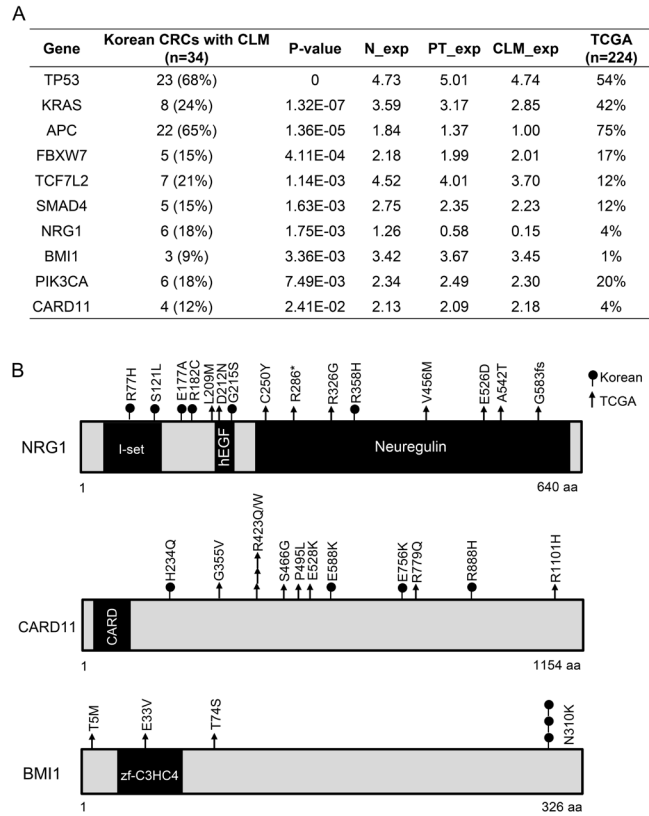 A
Gene Korean CRCs with CLM (n=34) P-value N_exp PT_exp CLM_exp TCGA (n=224)
TP53 23 (68%) 0 4.73 5.01 4.74 54%
KRAS 8 (24%) 1.32E-07 3.59 3.17 2.85 42%
APC 22 (65%) 1.36E-05 1.84 1.37 1.00 75%
FBXW7 5 (15%) 4.11E-04 2.18 1.99 2.01 17%
TCF7L2 7 (21%) 1.14E-03 4.52 4.01 3.70 12%
SMAD4 5 (15%) 1.63E-03 2.75 2.35 2.23 12%
NRG1 6 (18%) 1.75E-03 1.26 0.58 0.15 4%
BMI1 3 (9%) 3.36E-03 3.42 3.67 3.45 1%
PIK3CA 6 (18%) 7.49E-03 2.34 2.49 2.30 20%
CARD11 4 (12%) 2.41E-02 2.13 2.09 2.18 4%
B
R77H S121L E177A R182C L209M D212N G215S C250Y R286* R326G R358H V456M E526D A542T G583fs
Korean
TCGA
NRG1 I-set hEGF Neuregulin
1 640 aa
H234Q G355V R423Q/W S466G P495L E528K E588K E756K R779Q R888H R1101H
CARD11 CARD
1 1154 aa
T5M E33V T74S N310K
BMI1 zf-C3HC4
1 326 aa